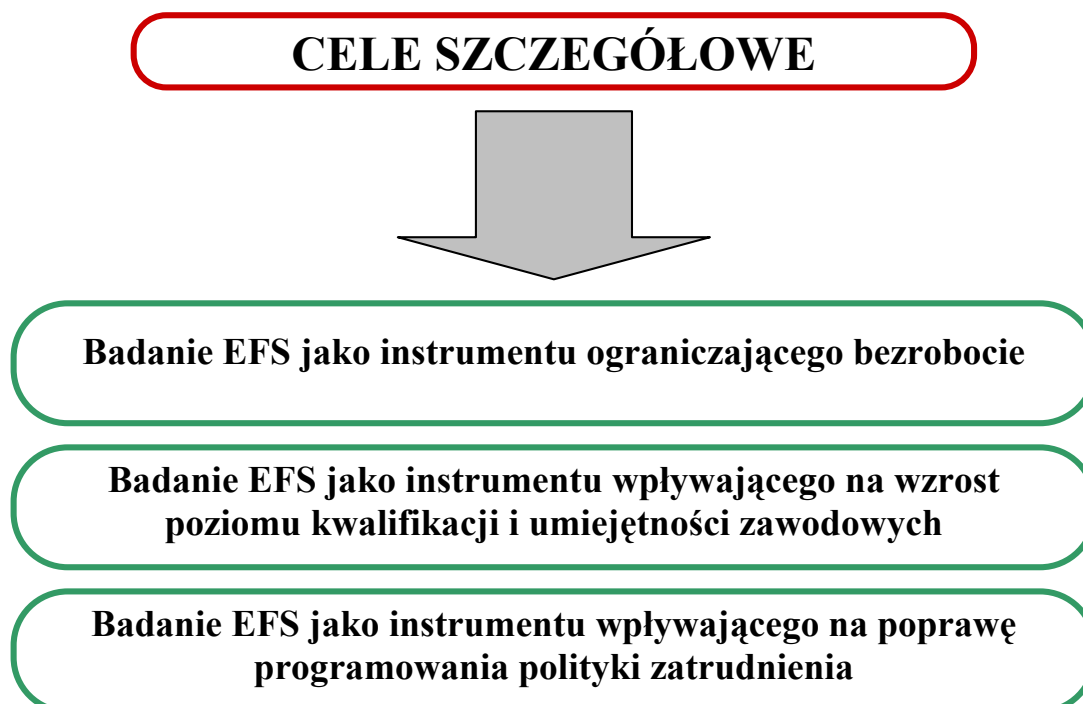 CELE SZCZEGÓŁOWE
Badanie EFS jako instrumentu ograniczającego bezrobocie
Badanie EFS jako instrumentu wpływającego na wzrost
poziomu kwalifikacji i umiejętności zawodowych
Badanie EFS jako instrumentu wpływającego na poprawę
programowania polityki zatrudnienia